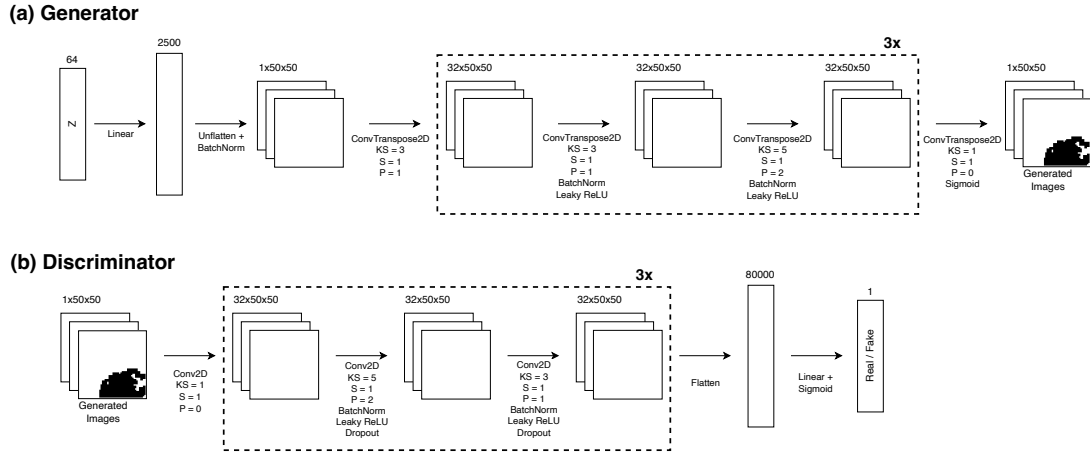 (a) Generator
3x
64
2500
1x50x50
32x50x50
32x50x50
32x50x50
1x50x50
Z
Linear
Unflatten +
BatchNorm
ConvTranspose2D
KS = 3
S = 1
P = 1
ConvTranspose2D
KS = 3
S = 1
P = 1
BatchNorm
Leaky ReLU
ConvTranspose2D
KS = 5
S = 1
P = 2
BatchNorm
Leaky ReLU
ConvTranspose2D
KS = 1
S = 1
P = 0
Sigmoid
Generated
Images
(b) Discriminator
3x
1x50x50
32x50x50
32x50x50
32x50x50
80000
1
Generated
Images
Conv2D
KS = 1
S = 1
P = 0
Conv2D
KS = 5
S = 1
P = 2
BatchNorm
Leaky ReLU
Dropout
Conv2D
KS = 3
S = 1
P = 1
BatchNorm
Leaky ReLU
Dropout
Flatten
Linear +
Sigmoid
Real / Fake